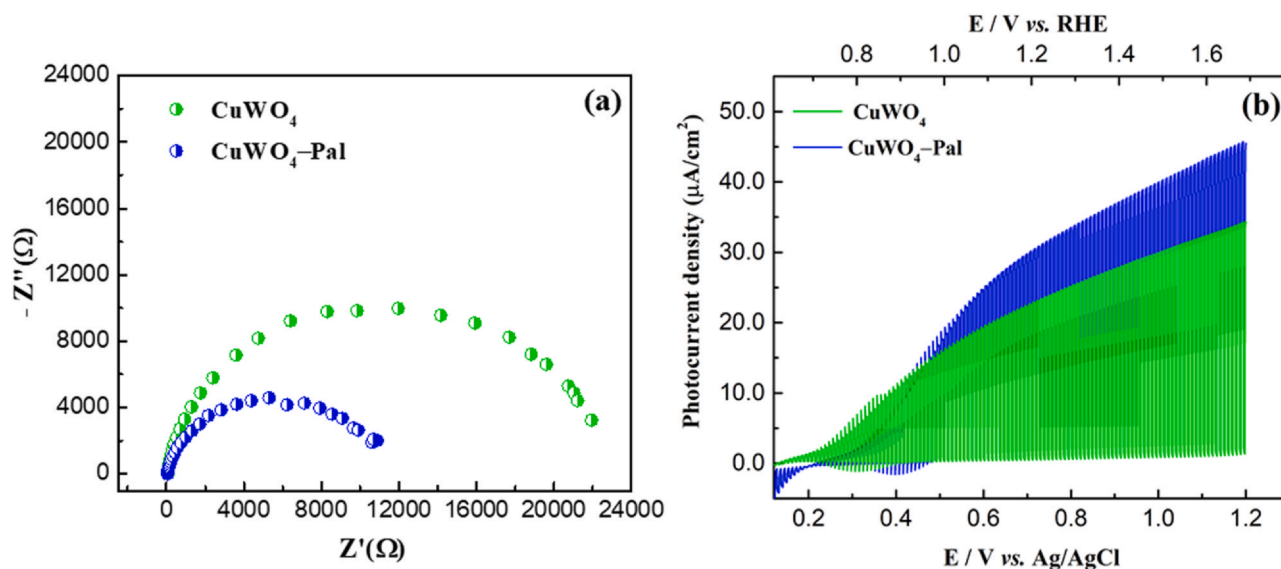 (a)
CuWO₄
CuWO₄–Pal
24000
20000
16000
12000
8000
4000
0
- Z''(Ω)
0 4000 8000 12000 16000 20000 24000
Z'(Ω)
E / V vs. RHE
0.8 1.0 1.2 1.4 1.6
(b)
CuWO₄
CuWO₄–Pal
50.0
40.0
30.0
20.0
10.0
0.0
Photocurrent density (μA/cm²)
0.2 0.4 0.6 0.8 1.0 1.2
E / V vs. Ag/AgCl